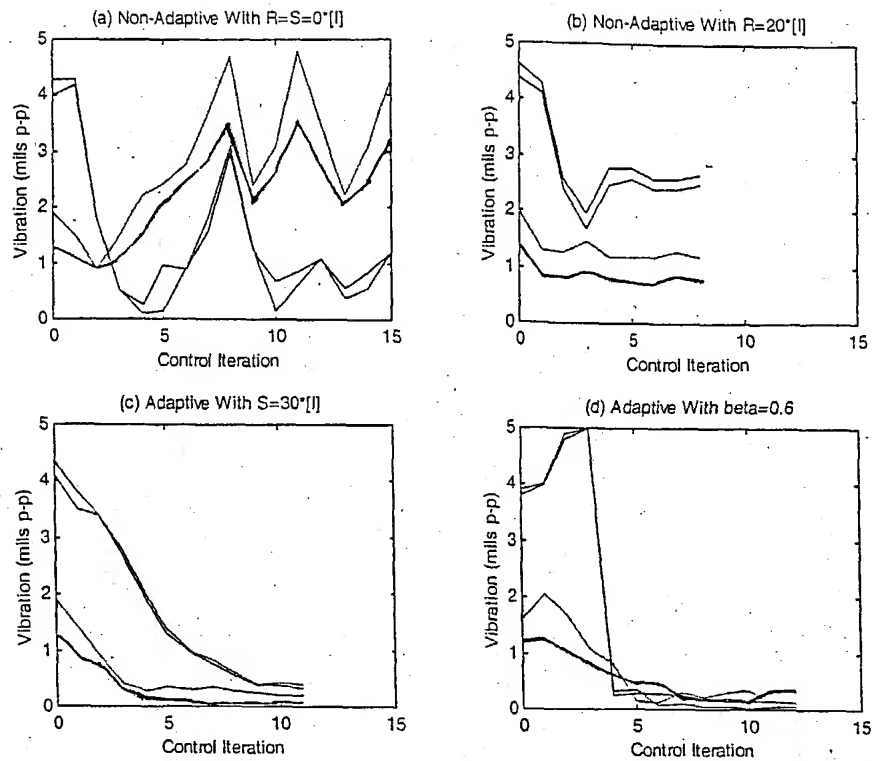 (a) Non-Adaptive With R=S=0*[I]
5
4
3
2
1
0
Vibration (mils p-p)
0 5 10 15
Control Iteration
(b) Non-Adaptive With R=20*[I]
5
4
3
2
1
0
Vibration (mils p-p)
0 5 10 15
Control Iteration
(c) Adaptive With S=30*[I]
5
4
3
2
1
0
Vibration (mils p-p)
0 5 10 15
Control Iteration
(d) Adaptive With beta=0.6
5
4
3
2
1
0
Vibration (mils p-p)
0 5 10 15
Control Iteration